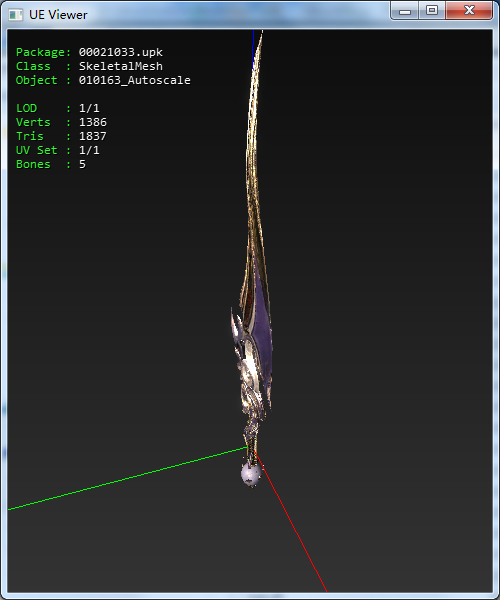 UE Viewer
Package: 00021033.upk
Class  : SkeletalMesh
Object : 010163_Autoscale
LOD    : 1/1
Verts  : 1386
Tris   : 1837
UV Set : 1/1
Bones  : 5